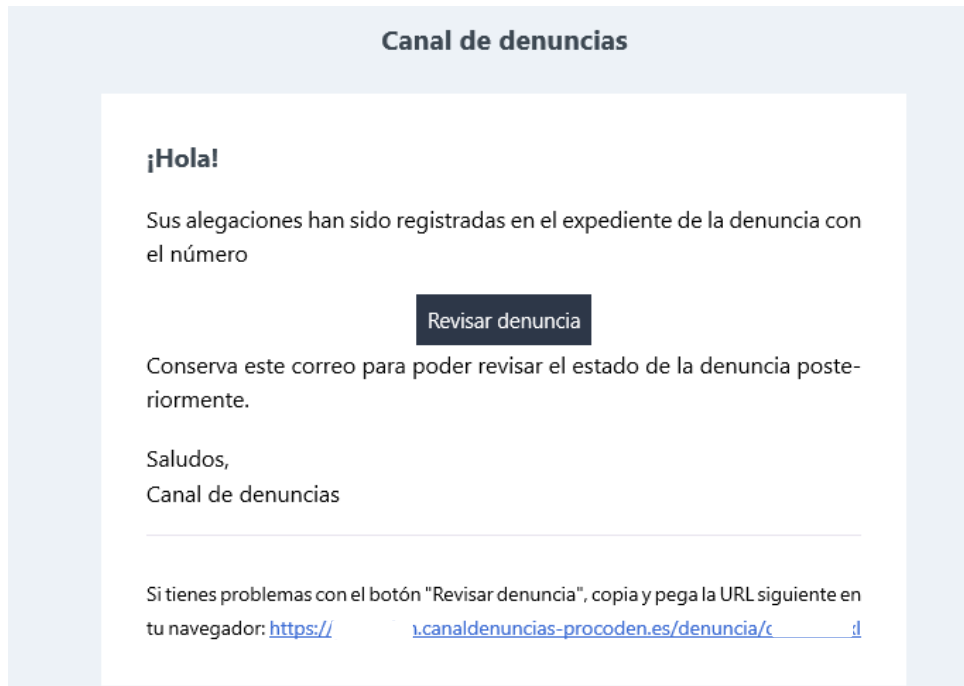 Canal de denuncias
¡Hola!
Sus alegaciones han sido registradas en el expediente de la denuncia con
el número
Revisar denuncia
Conserva este correo para poder revisar el estado de la denuncia poste-
riormente.
Saludos,
Canal de denuncias
Si tienes problemas con el botón "Revisar denuncia", copia y pega la URL siguiente en
tu navegador: https:// .canaldenuncias-procoden.es/denuncia/